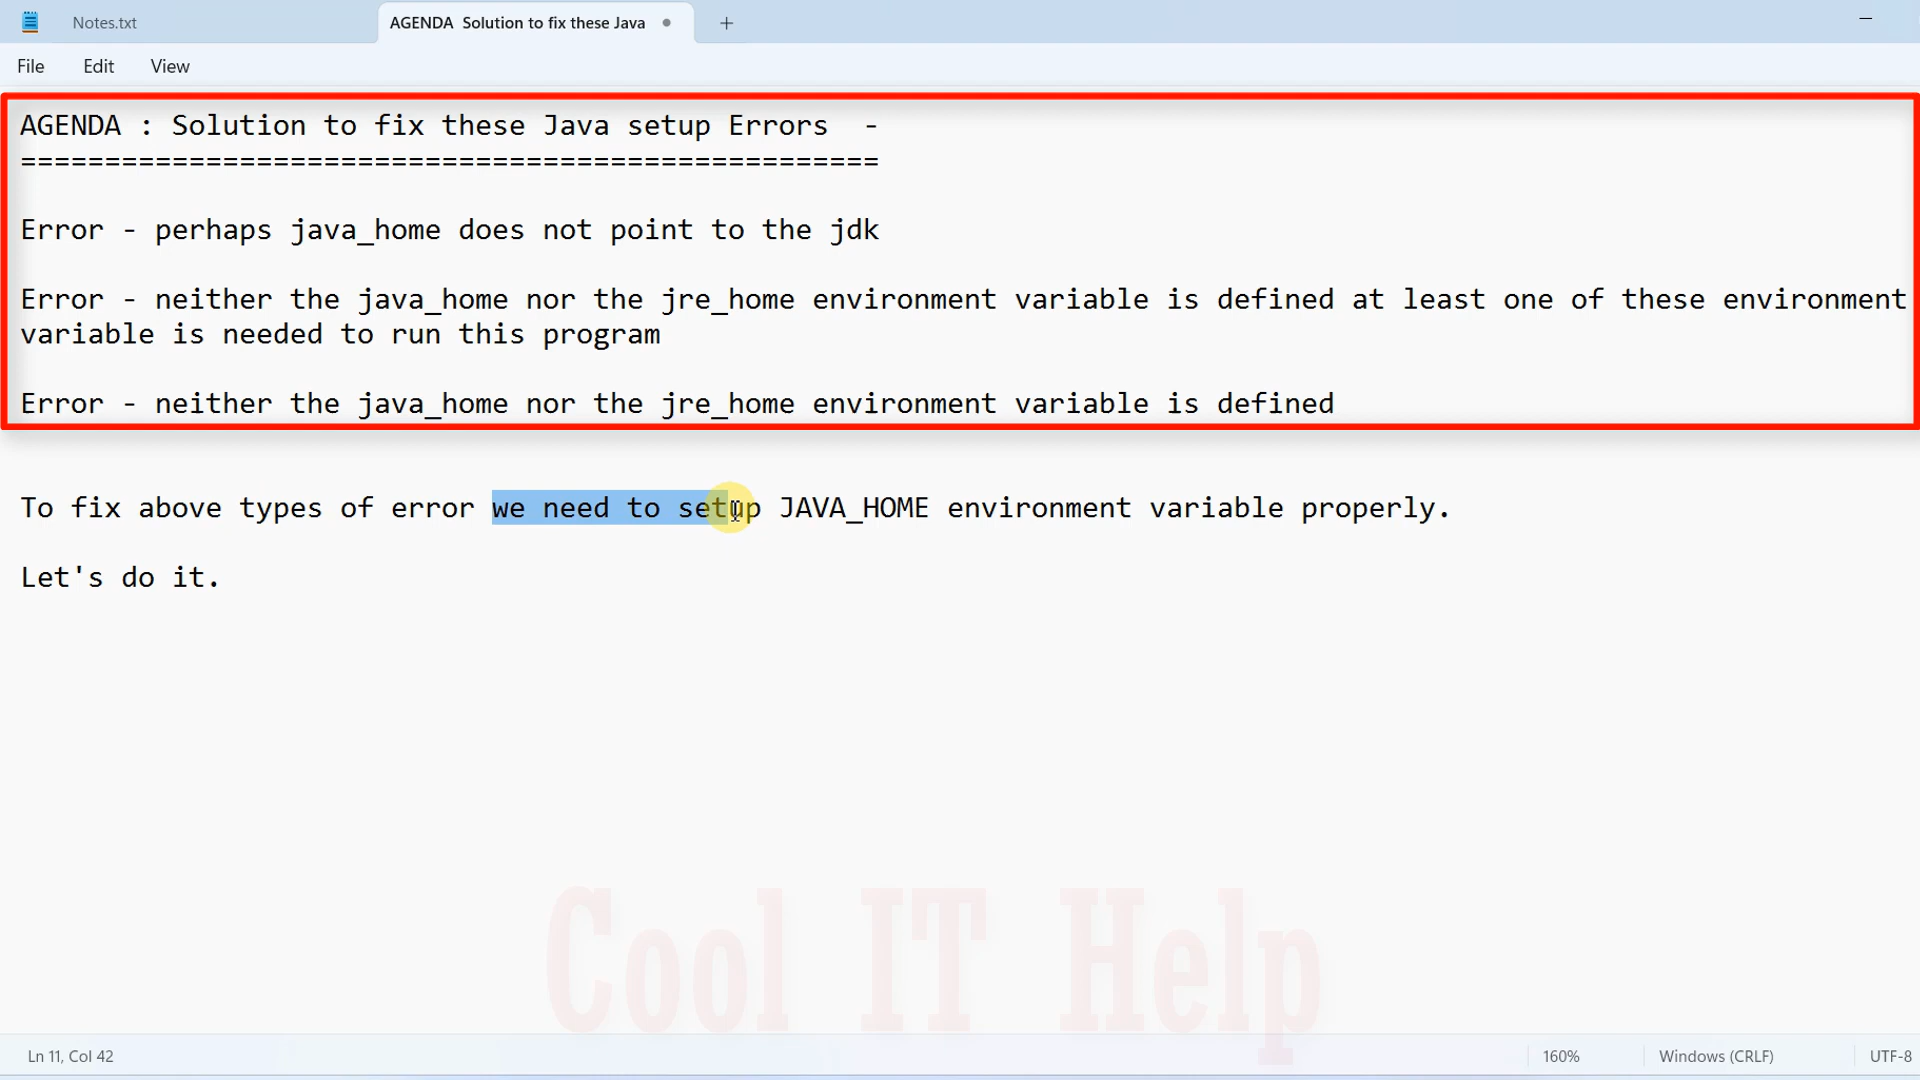 Notes.txt
AGENDA  Solution to fix these Java
File Edit View
AGENDA : Solution to fix these Java setup Errors  -
===================================================
Error - perhaps java_home does not point to the jdk
Error - neither the java_home nor the jre_home environment variable is defined at least one of these environment
variable is needed to run this program
Error - neither the java_home nor the jre_home environment variable is defined
To fix above types of error we need to setup JAVA_HOME environment variable properly.
Let's do it.
Cool IT Help
Ln 11, Col 42 160% Windows (CRLF) UTF-8